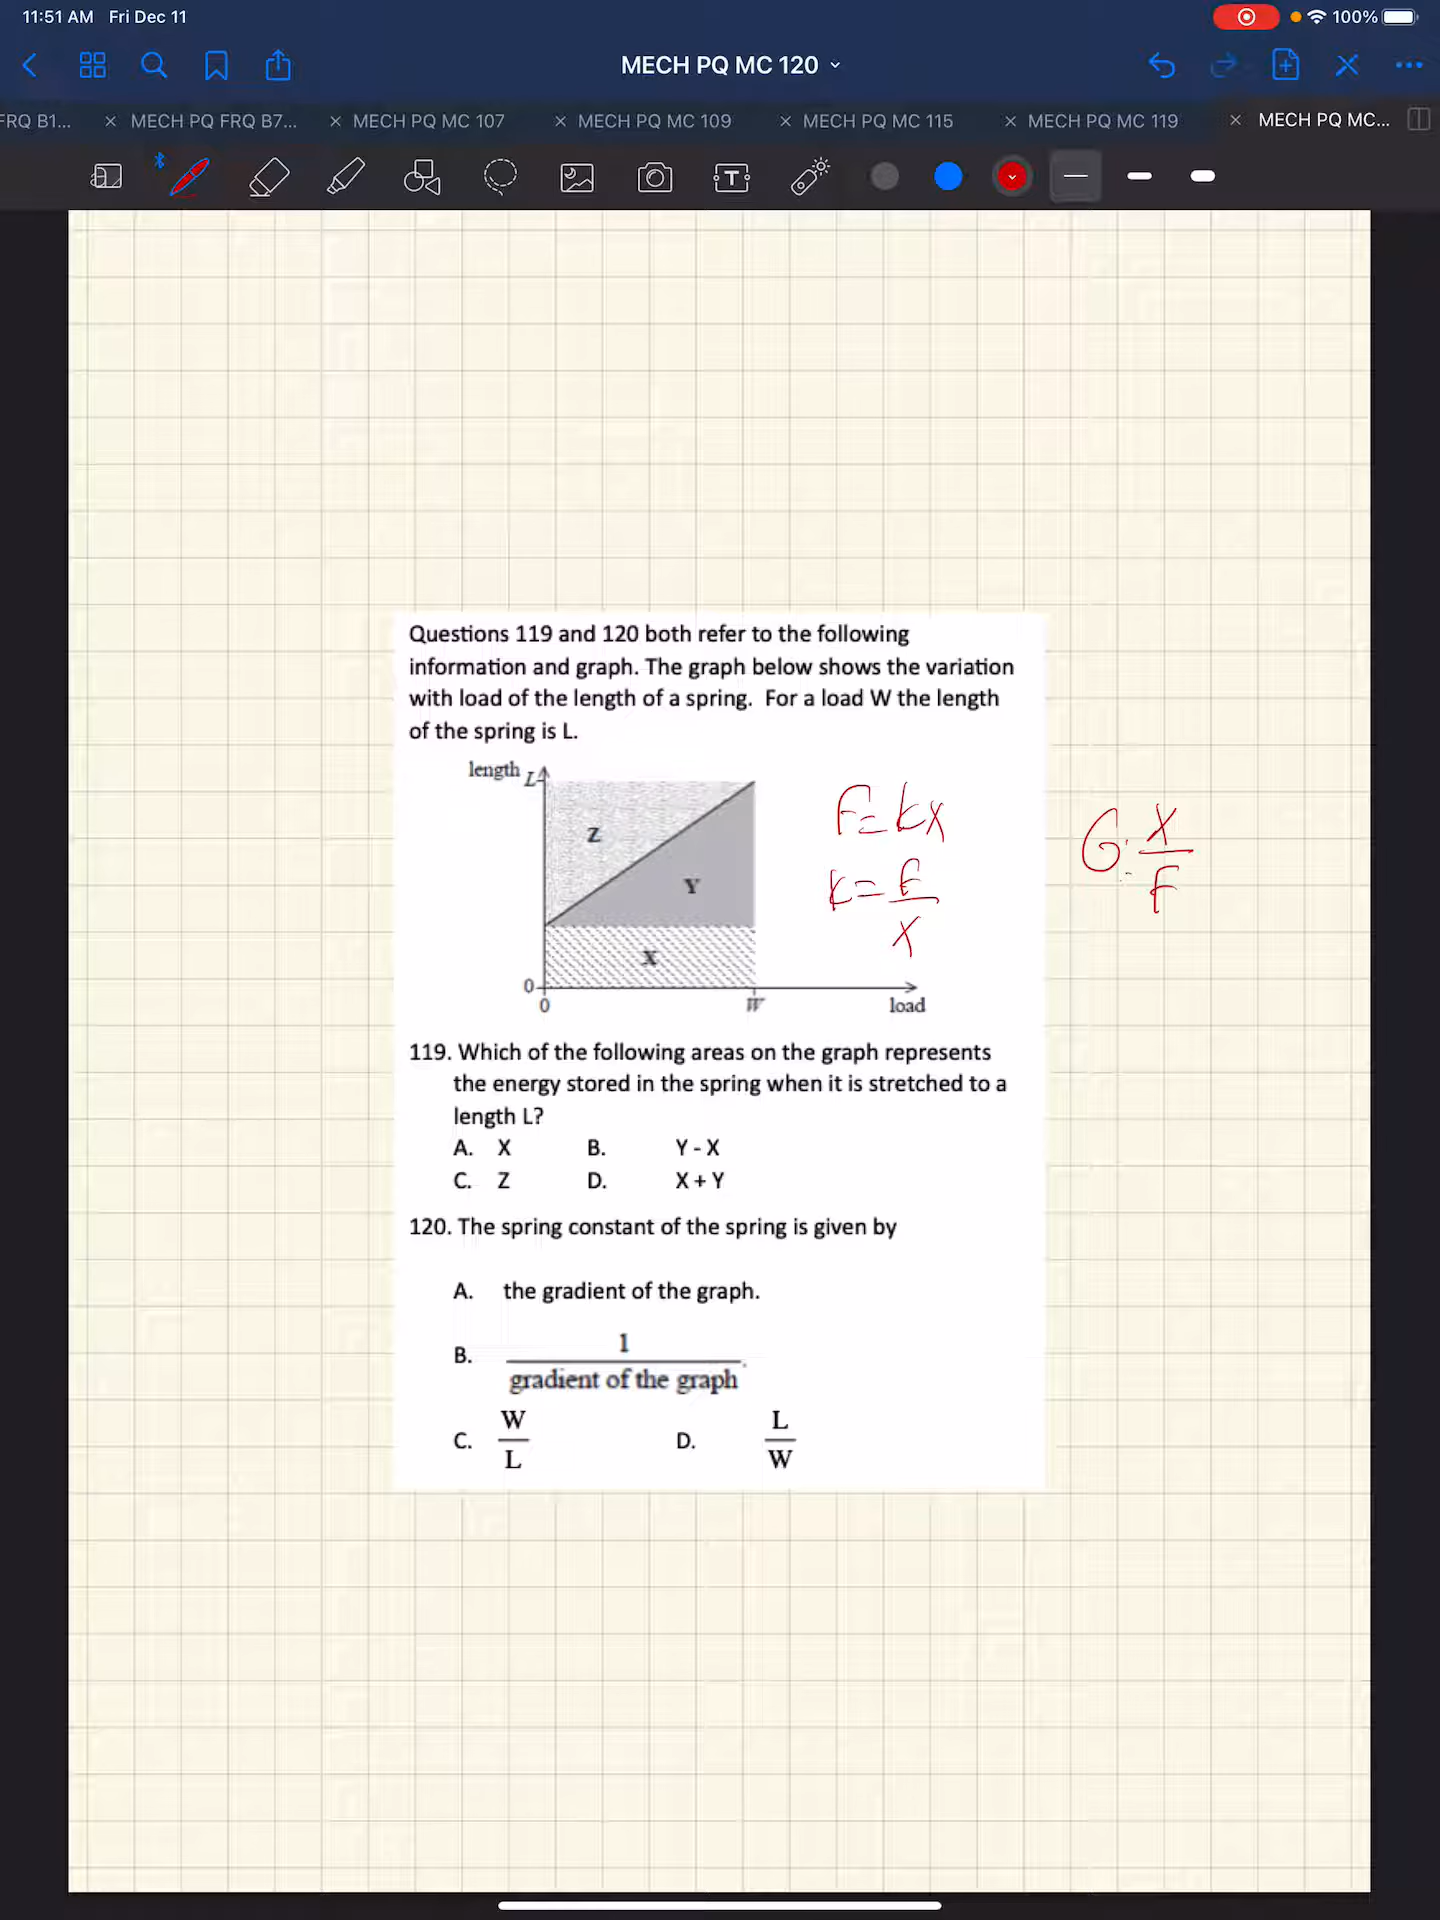 11:51 AM Fri Dec 11
100%
MECH PQ MC 120
FRQ B1...
MECH PQ FRQ B7...
MECH PQ MC 107
MECH PQ MC 109
MECH PQ MC 115
MECH PQ MC 119
MECH PQ MC...
Questions 119 and 120 both refer to the following
information and graph. The graph below shows the variation
with load of the length of a spring. For a load W the length
of the spring is L.
length L
Z
Y
X
0
0
W
load
F=kx
k=F/x
G: x/F
119. Which of the following areas on the graph represents
the energy stored in the spring when it is stretched to a
length L?
A. X B. Y - X
C. Z D. X + Y
120. The spring constant of the spring is given by
A. the gradient of the graph.
B. 1
gradient of the graph.
C. W/L D. L/W